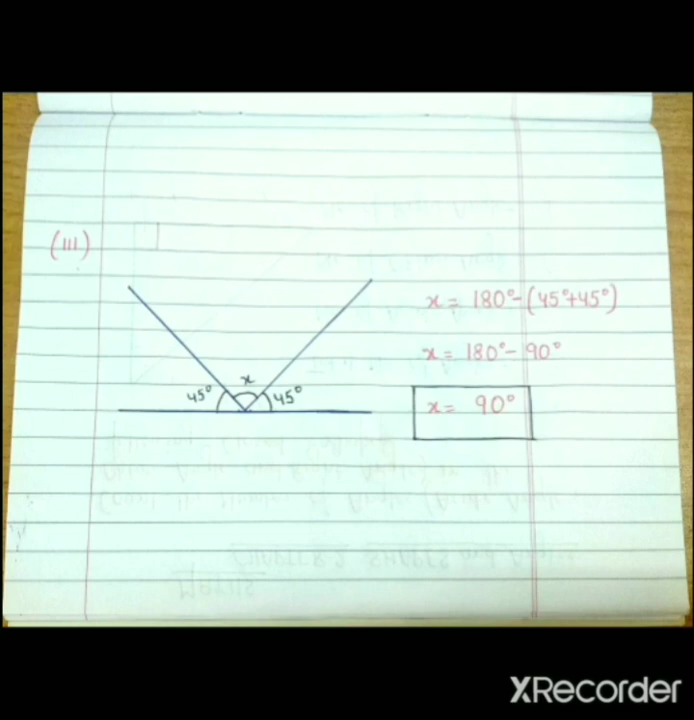 (III)
x = 180° - (45° + 45°)
x = 180° - 90°
45° x 45°
x = 90°
XRecorder